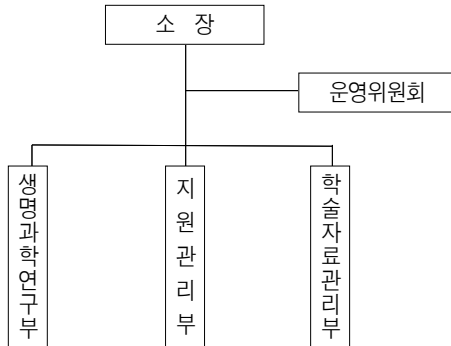 소 장
운영위원회
생명과학연구부
지원관리부
학술자료관리부